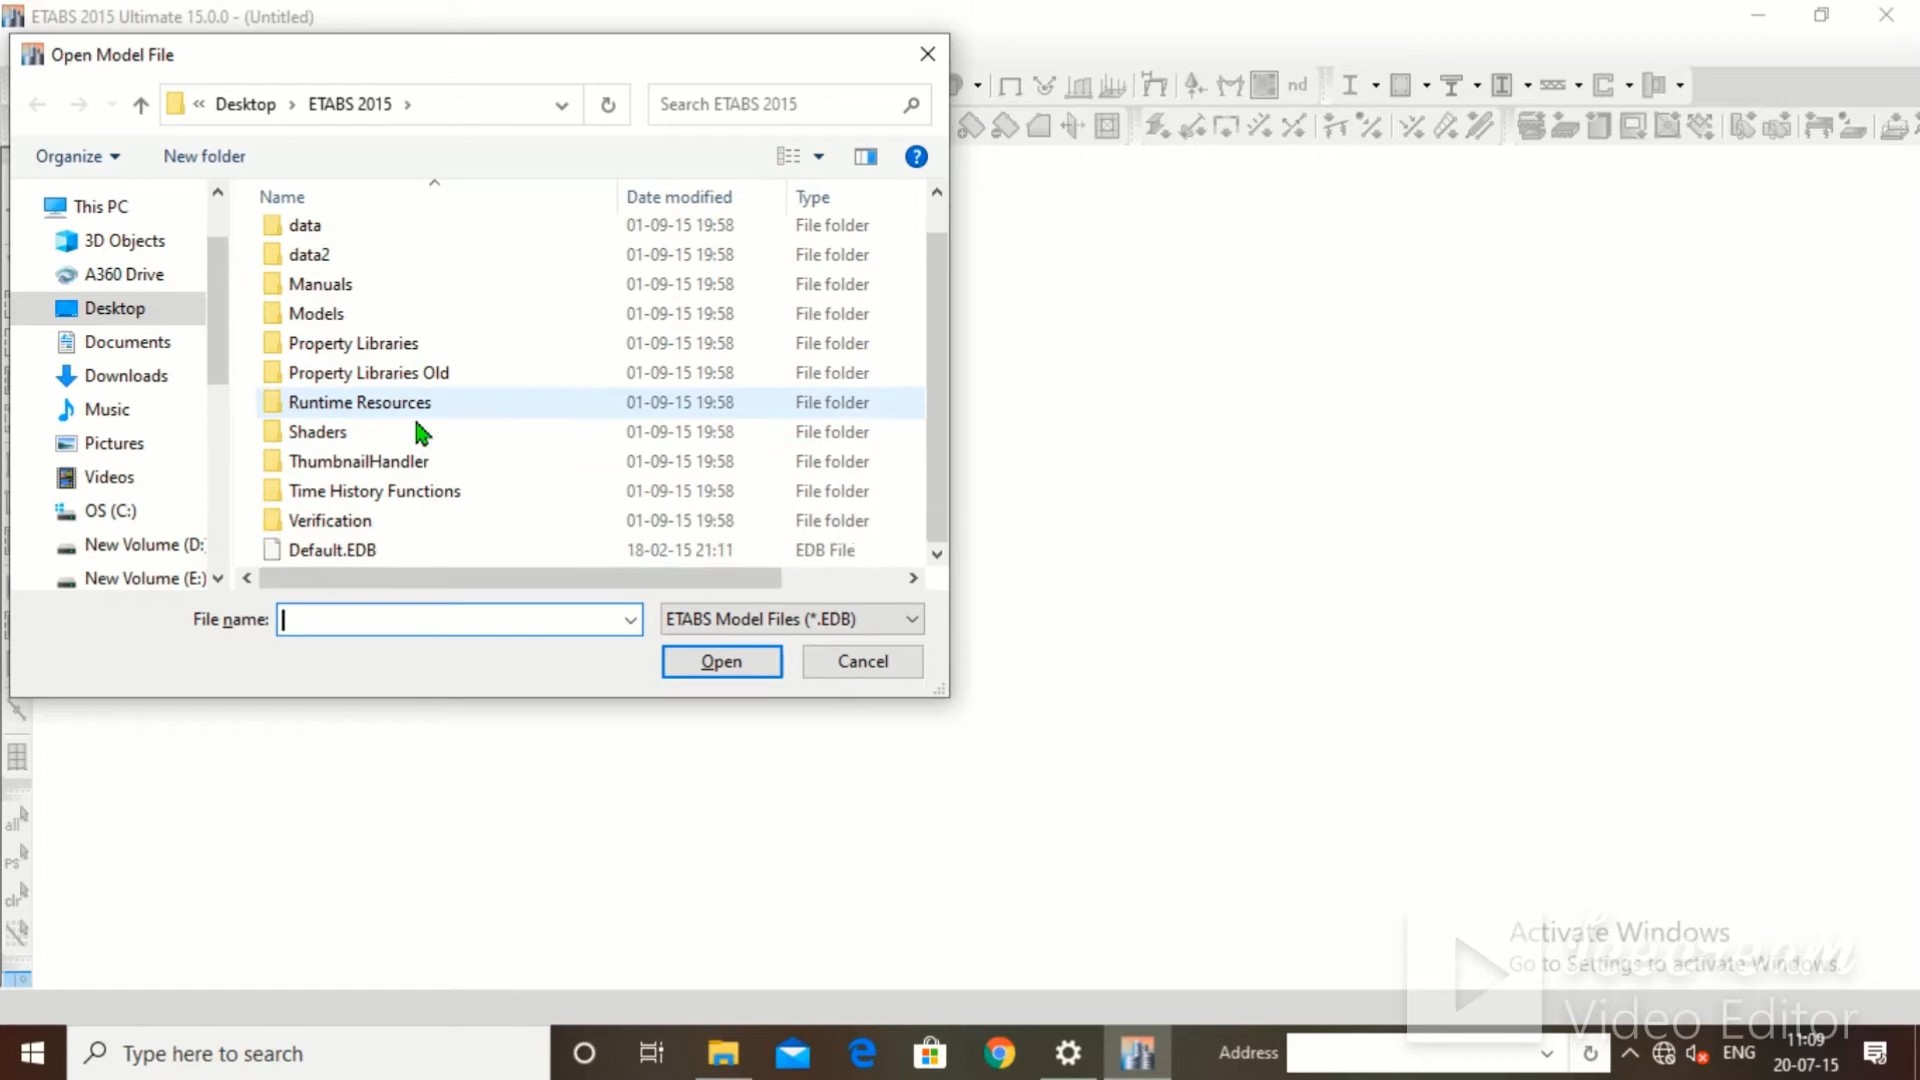 ETABS 2015 Ultimate 15.0.0 - (Untitled)
Open Model File
« Desktop › ETABS 2015 ›
Search ETABS 2015
nd
Organize
New folder
Name
Date modified
Type
This PC
3D Objects
A360 Drive
Desktop
Documents
Downloads
Music
Pictures
Videos
OS (C:)
New Volume (D:
New Volume (E:)
data 01-09-15 19:58 File folder
data2 01-09-15 19:58 File folder
Manuals 01-09-15 19:58 File folder
Models 01-09-15 19:58 File folder
Property Libraries 01-09-15 19:58 File folder
Property Libraries Old 01-09-15 19:58 File folder
Runtime Resources 01-09-15 19:58 File folder
Shaders 01-09-15 19:58 File folder
ThumbnailHandler 01-09-15 19:58 File folder
Time History Functions 01-09-15 19:58 File folder
Verification 01-09-15 19:58 File folder
Default.EDB 18-02-15 21:11 EDB File
File name:
ETABS Model Files (*.EDB)
Open
Cancel
all
ps
clr
Activate Windows
Go to Settings to activate Windows.
Video Editor
Type here to search
Address
ENG
11:09
20-07-15